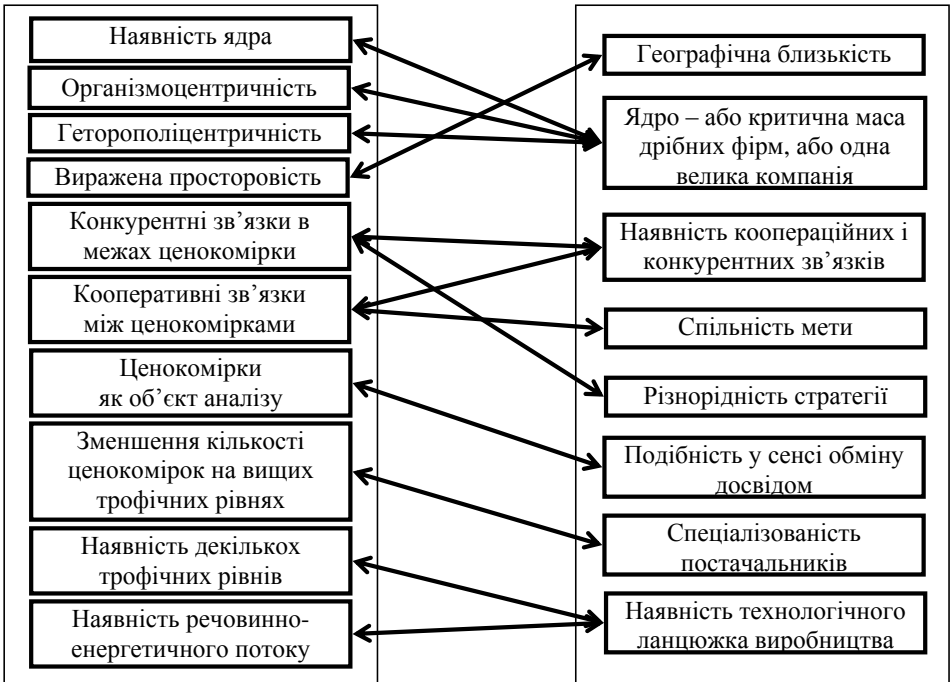 Наявність ядра
Організмоцентричність
Геторополіцентричність
Виражена просторовість
Конкурентні зв’язки в
межах ценокомірки
Кооперативні зв’язки
між ценокомірками
Ценокомірки
як об’єкт аналізу
Зменшення кількості
ценокомірок на вищих
трофічних рівнях
Наявність декількох
трофічних рівнів
Наявність речовинно-
енергетичного потоку
Географічна близькість
Ядро – або критична маса
дрібних фірм, або одна
велика компанія
Наявність коопераційних і
конкурентних зв’язків
Спільність мети
Різнорідність стратегії
Подібність у сенсі обміну
досвідом
Спеціалізованість
постачальників
Наявність технологічного
ланцюжка виробництва